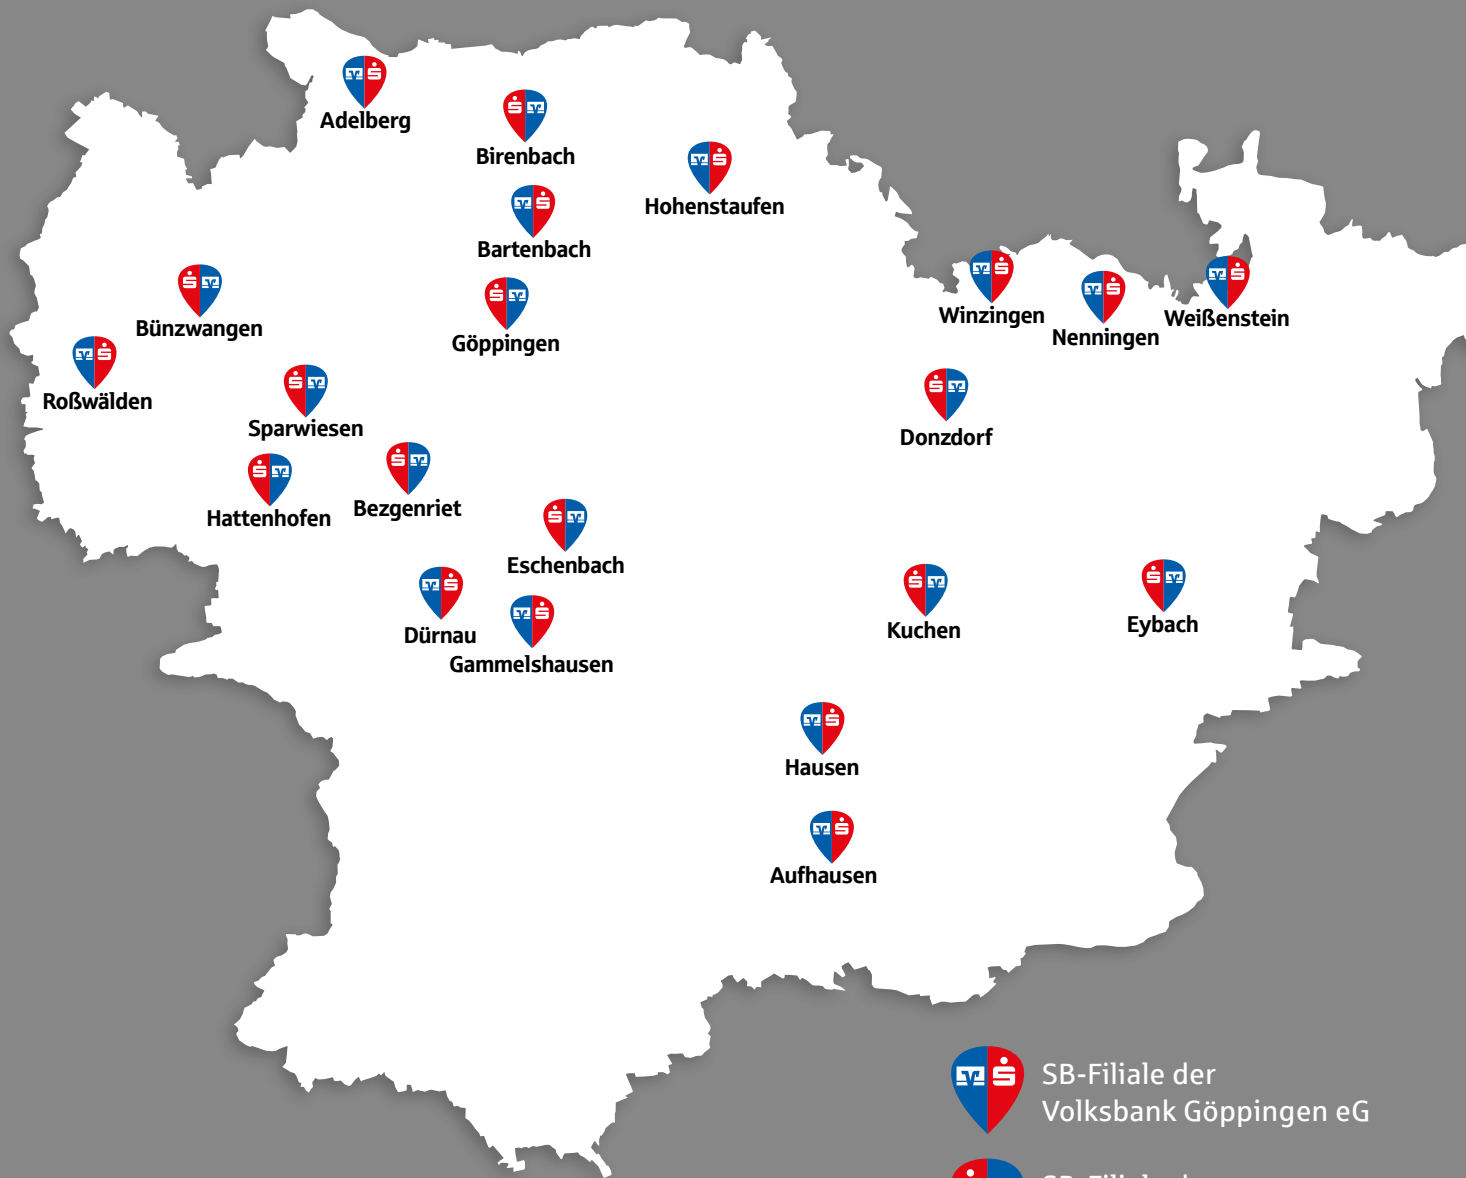 Adelberg
Birenbach
Hohenstaufen
Bartenbach
Winzingen
Weißenstein
Bünzwangen
Nenningen
Göppingen
Roßwälden
Sparwiesen
Donzdorf
Hattenhofen
Bezgenriet
Eschenbach
Eybach
Kuchen
Dürnau
Gammelshausen
Hausen
Aufhausen
SB-Filiale der
Volksbank Göppingen eG